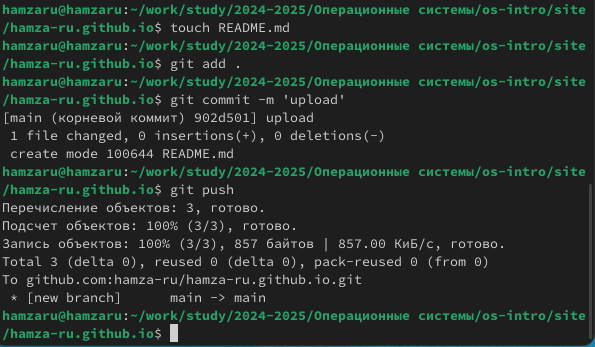 hamzaru@hamzaru:~/work/study/2024-2025/Операционные системы/os-intro/site
/hamza-ru.github.io$ touch README.md
hamzaru@hamzaru:~/work/study/2024-2025/Операционные системы/os-intro/site
/hamza-ru.github.io$ git add .
hamzaru@hamzaru:~/work/study/2024-2025/Операционные системы/os-intro/site
/hamza-ru.github.io$ git commit -m 'upload'
[main (корневой коммит) 902d501] upload
 1 file changed, 0 insertions(+), 0 deletions(-)
 create mode 100644 README.md
hamzaru@hamzaru:~/work/study/2024-2025/Операционные системы/os-intro/site
/hamza-ru.github.io$ git push
Перечисление объектов: 3, готово.
Подсчет объектов: 100% (3/3), готово.
Запись объектов: 100% (3/3), 857 байтов | 857.00 КиБ/с, готово.
Total 3 (delta 0), reused 0 (delta 0), pack-reused 0 (from 0)
To github.com:hamza-ru/hamza-ru.github.io.git
 * [new branch]      main -> main
hamzaru@hamzaru:~/work/study/2024-2025/Операционные системы/os-intro/site
/hamza-ru.github.io$